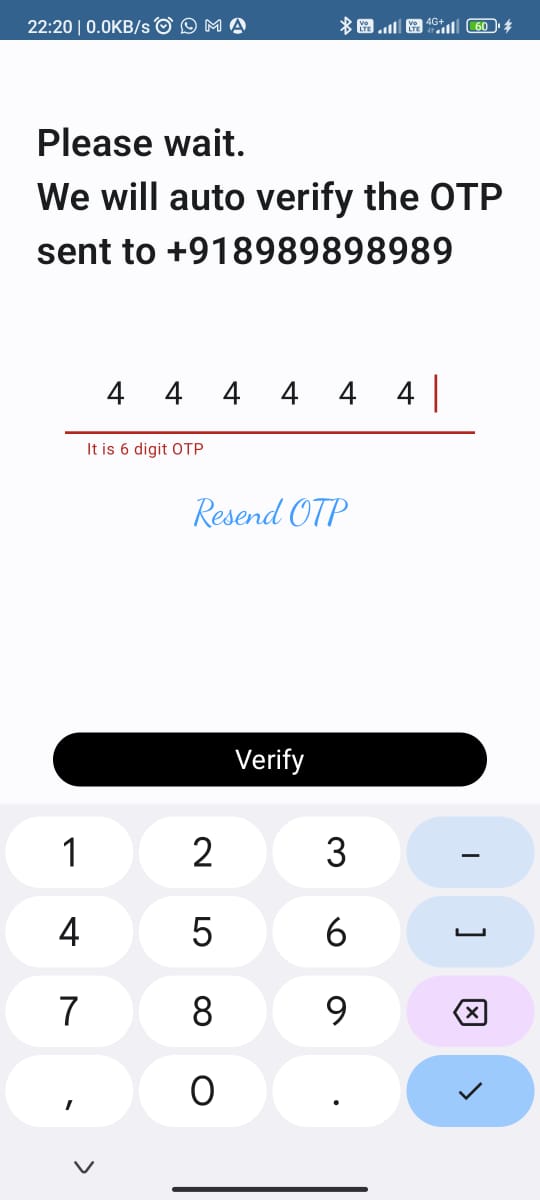 22:20 | 0.0KB/s
Vo LTE Vo LTE 4G+ 60
Please wait.
We will auto verify the OTP
sent to +918989898989
4 4 4 4 4 4
It is 6 digit OTP
Resend OTP
Verify
1 2 3 –
4 5 6
7 8 9
, 0 .